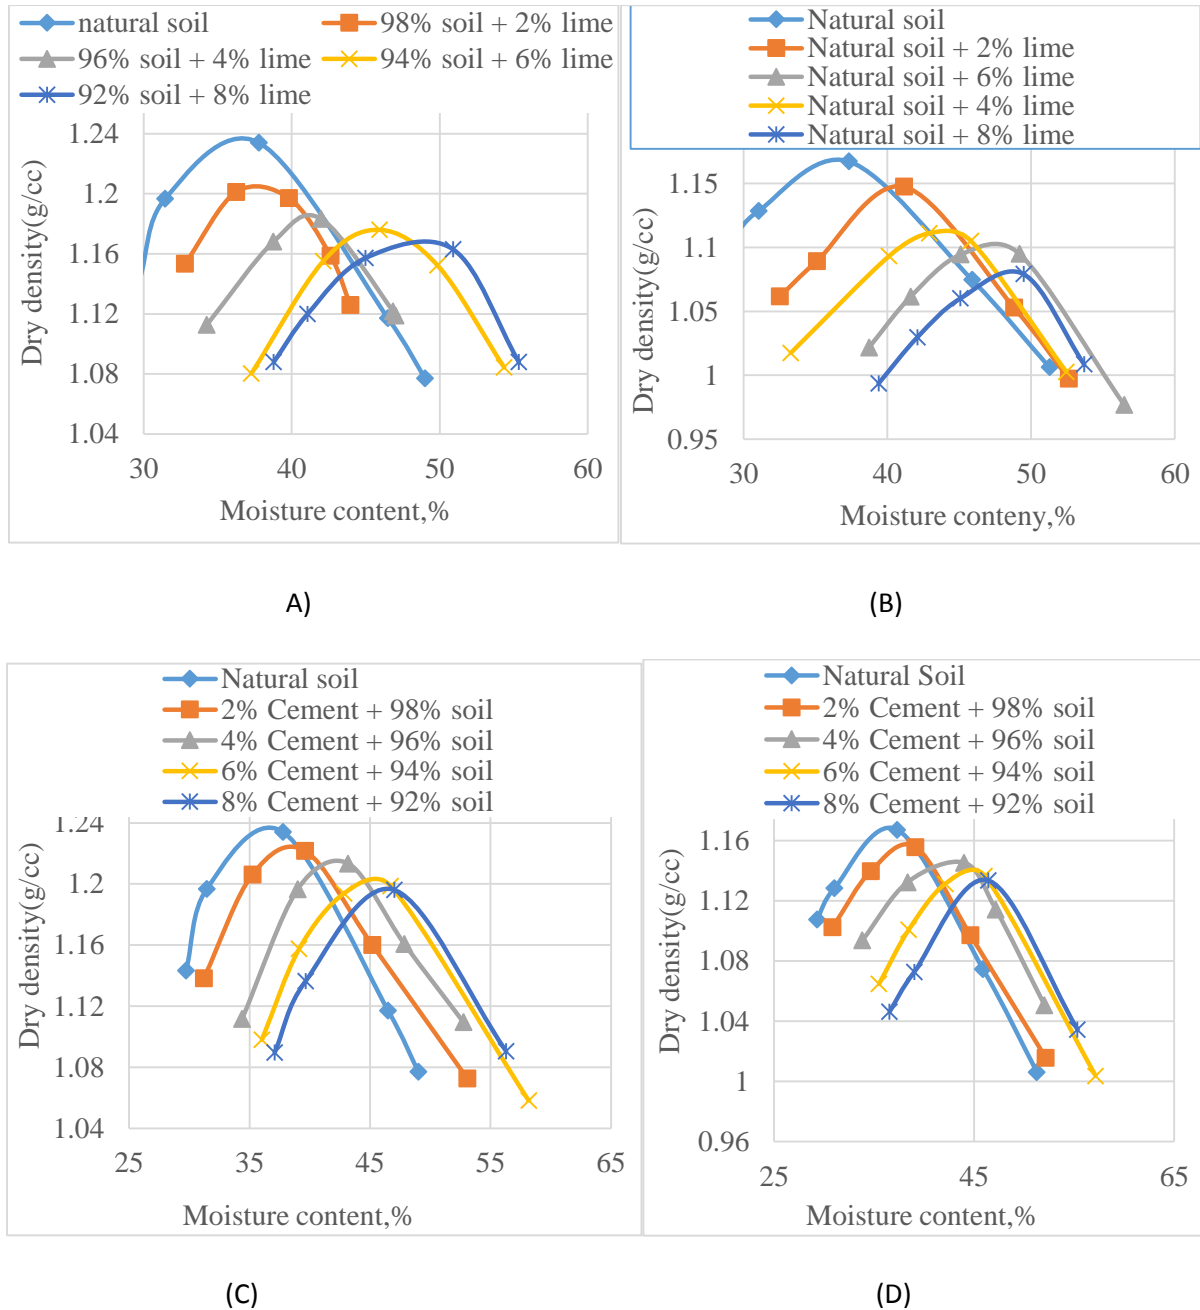 natural soil 98% soil + 2% lime
96% soil + 4% lime 94% soil + 6% lime
92% soil + 8% lime
Dry density(g/cc)
1.24
1.2
1.16
1.12
1.08
1.04
30 40 50 60
Moisture content,%
A)
Natural soil
Natural soil + 2% lime
Natural soil + 6% lime
Natural soil + 4% lime
Natural soil + 8% lime
Dry density(g/cc)
1.15
1.1
1.05
1
0.95
30 40 50 60
Moisture conteny,%
(B)
Natural soil
2% Cement + 98% soil
4% Cement + 96% soil
6% Cement + 94% soil
8% Cement + 92% soil
Dry density(g/cc)
1.24
1.2
1.16
1.12
1.08
1.04
25 35 45 55 65
Moisture content,%
(C)
Natural Soil
2% Cement + 98% soil
4% Cement + 96% soil
6% Cement + 94% soil
8% Cement + 92% soil
Dry density(g/cc)
1.16
1.12
1.08
1.04
1
0.96
25 45 65
Moisture content,%
(D)